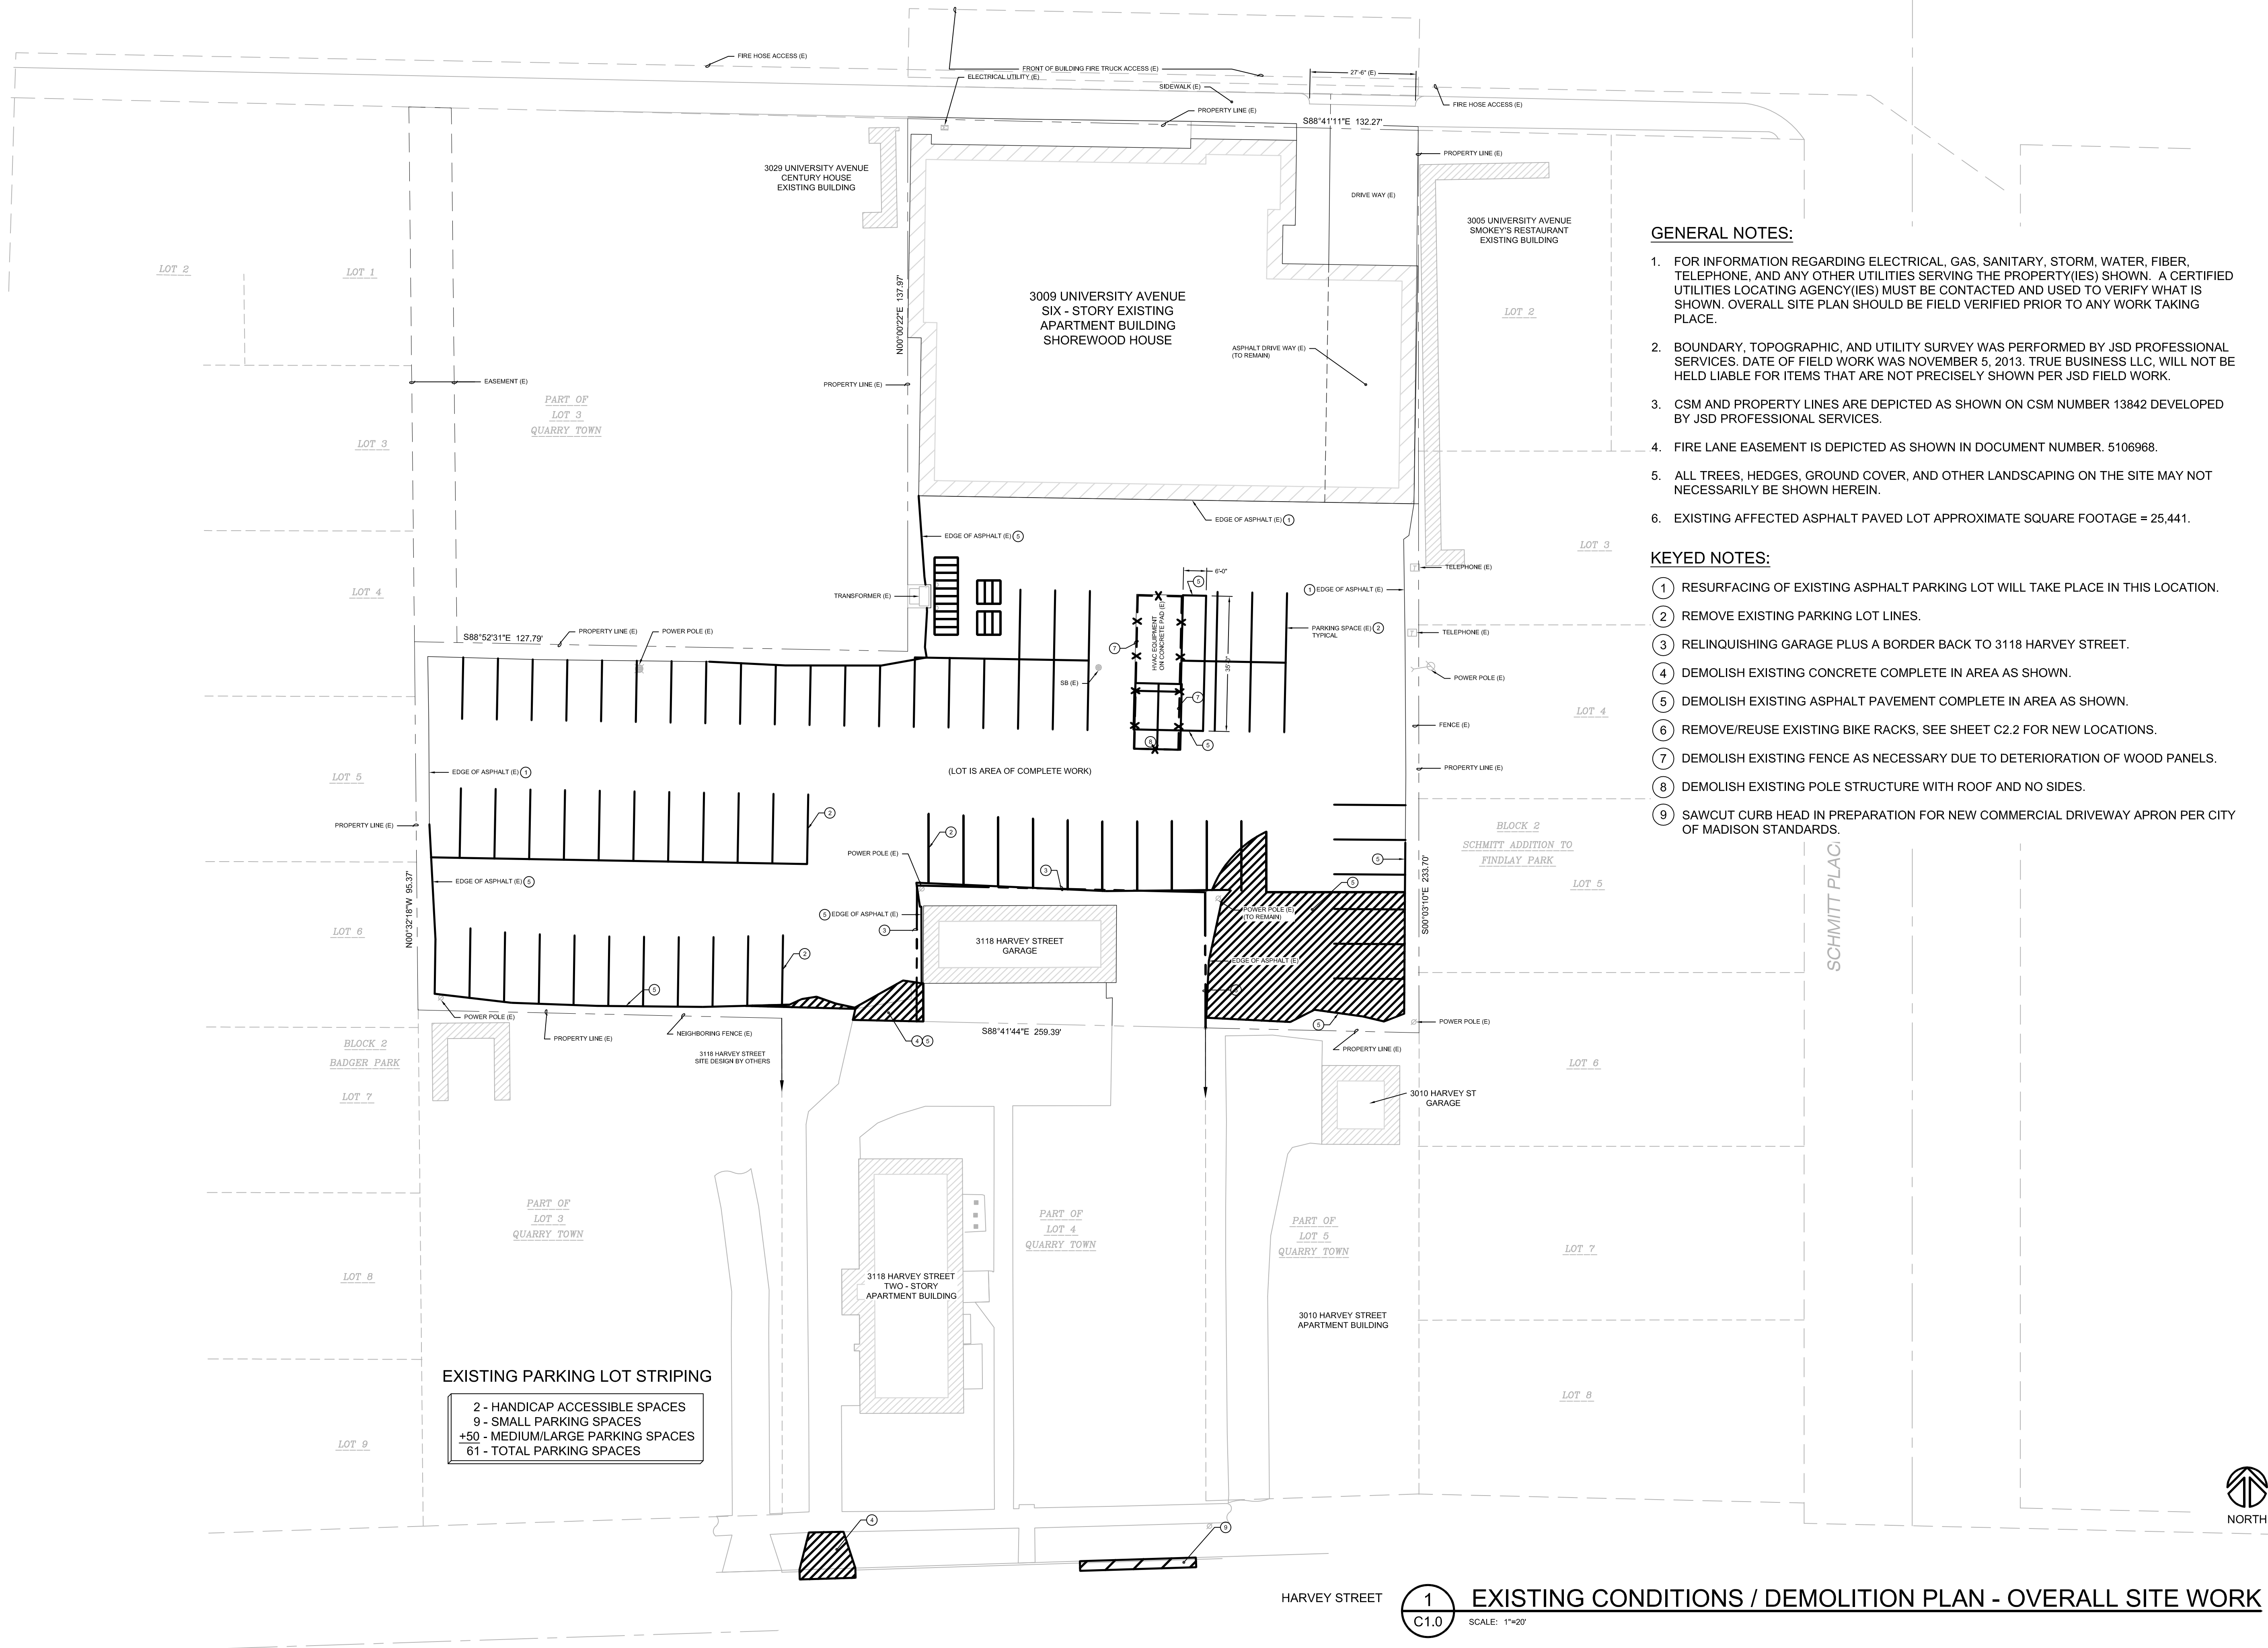 FIRE HOSE ACCESS (E)
FRONT OF BUILDING FIRE TRUCK ACCESS (E)
ELECTRICAL UTILITY (E)
SIDEWALK (E)
27'-6" (E)
FIRE HOSE ACCESS (E)
PROPERTY LINE (E)
S88°41'11"E 132.27'
PROPERTY LINE (E)
3029 UNIVERSITY AVENUE
CENTURY HOUSE
EXISTING BUILDING
DRIVE WAY (E)
3005 UNIVERSITY AVENUE
SMOKEY'S RESTAURANT
EXISTING BUILDING
LOT 2
LOT 1
N00°00'22"E 137.97'
3009 UNIVERSITY AVENUE
SIX - STORY EXISTING
APARTMENT BUILDING
SHOREWOOD HOUSE
LOT 2
ASPHALT DRIVE WAY (E)
(TO REMAIN)
EASEMENT (E)
PROPERTY LINE (E)
PART OF
LOT 3
QUARRY TOWN
LOT 3
GENERAL NOTES:
1. FOR INFORMATION REGARDING ELECTRICAL, GAS, SANITARY, STORM, WATER, FIBER,
TELEPHONE, AND ANY OTHER UTILITIES SERVING THE PROPERTY(IES) SHOWN. A CERTIFIED
UTILITIES LOCATING AGENCY(IES) MUST BE CONTACTED AND USED TO VERIFY WHAT IS
SHOWN. OVERALL SITE PLAN SHOULD BE FIELD VERIFIED PRIOR TO ANY WORK TAKING
PLACE.
2. BOUNDARY, TOPOGRAPHIC, AND UTILITY SURVEY WAS PERFORMED BY JSD PROFESSIONAL
SERVICES. DATE OF FIELD WORK WAS NOVEMBER 5, 2013. TRUE BUSINESS LLC, WILL NOT BE
HELD LIABLE FOR ITEMS THAT ARE NOT PRECISELY SHOWN PER JSD FIELD WORK.
3. CSM AND PROPERTY LINES ARE DEPICTED AS SHOWN ON CSM NUMBER 13842 DEVELOPED
BY JSD PROFESSIONAL SERVICES.
4. FIRE LANE EASEMENT IS DEPICTED AS SHOWN IN DOCUMENT NUMBER. 5106968.
5. ALL TREES, HEDGES, GROUND COVER, AND OTHER LANDSCAPING ON THE SITE MAY NOT
NECESSARILY BE SHOWN HEREIN.
6. EXISTING AFFECTED ASPHALT PAVED LOT APPROXIMATE SQUARE FOOTAGE = 25,441.
KEYED NOTES:
1 RESURFACING OF EXISTING ASPHALT PARKING LOT WILL TAKE PLACE IN THIS LOCATION.
2 REMOVE EXISTING PARKING LOT LINES.
3 RELINQUISHING GARAGE PLUS A BORDER BACK TO 3118 HARVEY STREET.
4 DEMOLISH EXISTING CONCRETE COMPLETE IN AREA AS SHOWN.
5 DEMOLISH EXISTING ASPHALT PAVEMENT COMPLETE IN AREA AS SHOWN.
6 REMOVE/REUSE EXISTING BIKE RACKS, SEE SHEET C2.2 FOR NEW LOCATIONS.
7 DEMOLISH EXISTING FENCE AS NECESSARY DUE TO DETERIORATION OF WOOD PANELS.
8 DEMOLISH EXISTING POLE STRUCTURE WITH ROOF AND NO SIDES.
9 SAWCUT CURB HEAD IN PREPARATION FOR NEW COMMERCIAL DRIVEWAY APRON PER CITY
OF MADISON STANDARDS.
EDGE OF ASPHALT (E) 1
EDGE OF ASPHALT (E) 5
LOT 3
TELEPHONE (E)
6'-0"
5
1 EDGE OF ASPHALT (E)
LOT 4
TRANSFORMER (E)
HVAC EQUIPMENT
ON CONCRETE PAD (E)
35'-0"
PARKING SPACE (E) 2
TYPICAL
TELEPHONE (E)
S88°52'31"E 127.79'
PROPERTY LINE (E)
POWER POLE (E)
7
SB (E)
7
8
5
POWER POLE (E)
LOT 4
FENCE (E)
LOT 5
EDGE OF ASPHALT (E) 1
(LOT IS AREA OF COMPLETE WORK)
PROPERTY LINE (E)
PROPERTY LINE (E)
2
2
BLOCK 2
SCHMITT ADDITION TO
FINDLAY PARK
LOT 5
SCHMITT PLAC
POWER POLE (E)
3
5
5
EDGE OF ASPHALT (E) 5
N00°32'18"W 95.37'
S00°03'10"E 233.70'
5 EDGE OF ASPHALT (E)
3
POWER POLE (E)
(TO REMAIN)
LOT 6
3118 HARVEY STREET
GARAGE
2
EDGE OF ASPHALT (E)
5
POWER POLE (E)
PROPERTY LINE (E)
NEIGHBORING FENCE (E)
4 5
S88°41'44"E 259.39'
5
POWER POLE (E)
PROPERTY LINE (E)
3118 HARVEY STREET
SITE DESIGN BY OTHERS
BLOCK 2
BADGER PARK
LOT 7
LOT 6
3010 HARVEY ST
GARAGE
PART OF
LOT 3
QUARRY TOWN
PART OF
LOT 4
QUARRY TOWN
PART OF
LOT 5
QUARRY TOWN
LOT 7
LOT 8
3118 HARVEY STREET
TWO - STORY
APARTMENT BUILDING
3010 HARVEY STREET
APARTMENT BUILDING
LOT 8
EXISTING PARKING LOT STRIPING
2 - HANDICAP ACCESSIBLE SPACES
9 - SMALL PARKING SPACES
+50 - MEDIUM/LARGE PARKING SPACES
61 - TOTAL PARKING SPACES
LOT 9
4
9
NORTH
HARVEY STREET
1
C1.0
EXISTING CONDITIONS / DEMOLITION PLAN - OVERALL SITE WORK
SCALE: 1"=20'